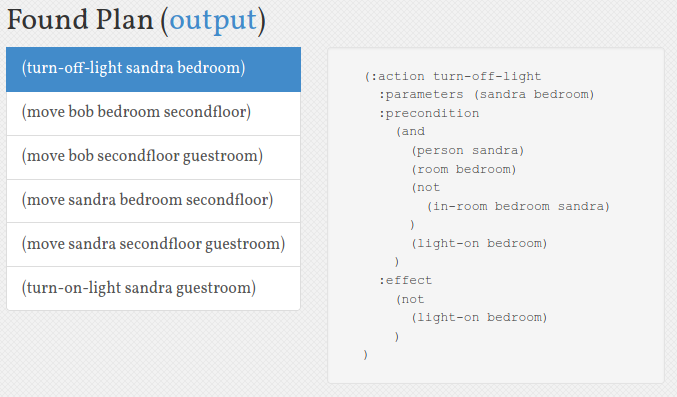 Found Plan (output)
(turn-off-light sandra bedroom)
(move bob bedroom secondfloor)
(move bob secondfloor guestroom)
(move sandra bedroom secondfloor)
(move sandra secondfloor guestroom)
(turn-on-light sandra guestroom)
(:action turn-off-light
:parameters (sandra bedroom)
:precondition
(and
(person sandra)
(room bedroom)
(not
(in-room bedroom sandra)
)
(light-on bedroom)
)
:effect
(not
(light-on bedroom)
)
)